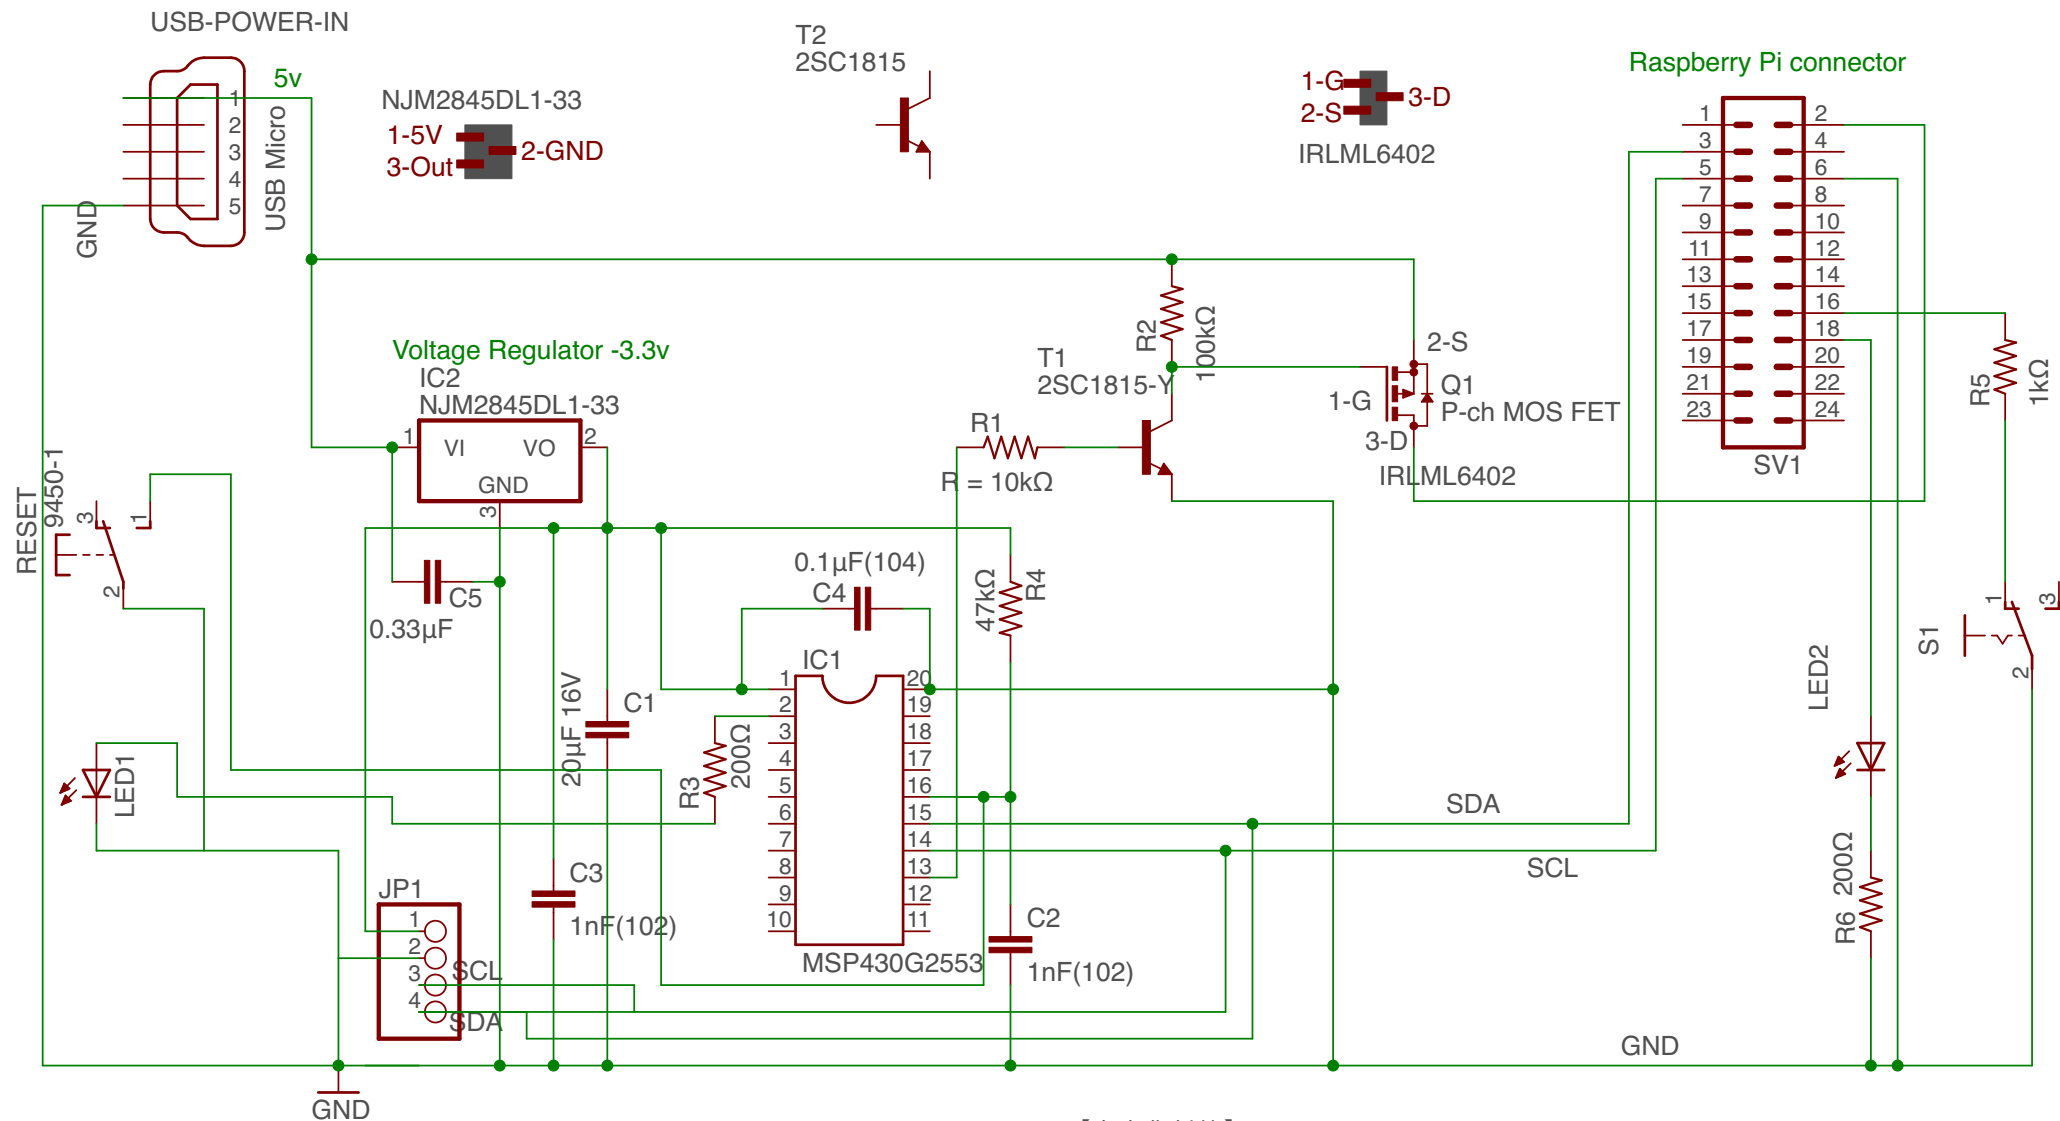 USB-POWER-IN
5v
1
2
3
4
5
USB Micro
GND
NJM2845DL1-33
1-5V
3-Out
2-GND
T2
2SC1815
1-G
2-S
3-D
IRLML6402
Raspberry Pi connector
1
2
3
4
5
6
7
8
9
10
11
12
13
14
15
16
17
18
19
20
21
22
23
24
SV1
Voltage Regulator -3.3v
IC2
NJM2845DL1-33
1
VI
VO
2
GND
3
R2
100kΩ
T1
2SC1815-Y
R1
R = 10kΩ
2-S
1-G
Q1
P-ch MOS FET
3-D
IRLML6402
R5
1kΩ
RESET
9450-1
3
1
2
C5
0.33µF
0.1µF(104)
C4
47kΩ
R4
IC1
1
2
3
4
5
6
7
8
9
10
20
19
18
17
16
15
14
13
12
11
MSP430G2553
20µF 16V
C1
R3
200Ω
LED1
C3
1nF(102)
C2
1nF(102)
JP1
1
2
3
4
SCL
SDA
SDA
SCL
S1
1
3
2
LED2
R6
200Ω
GND
GND